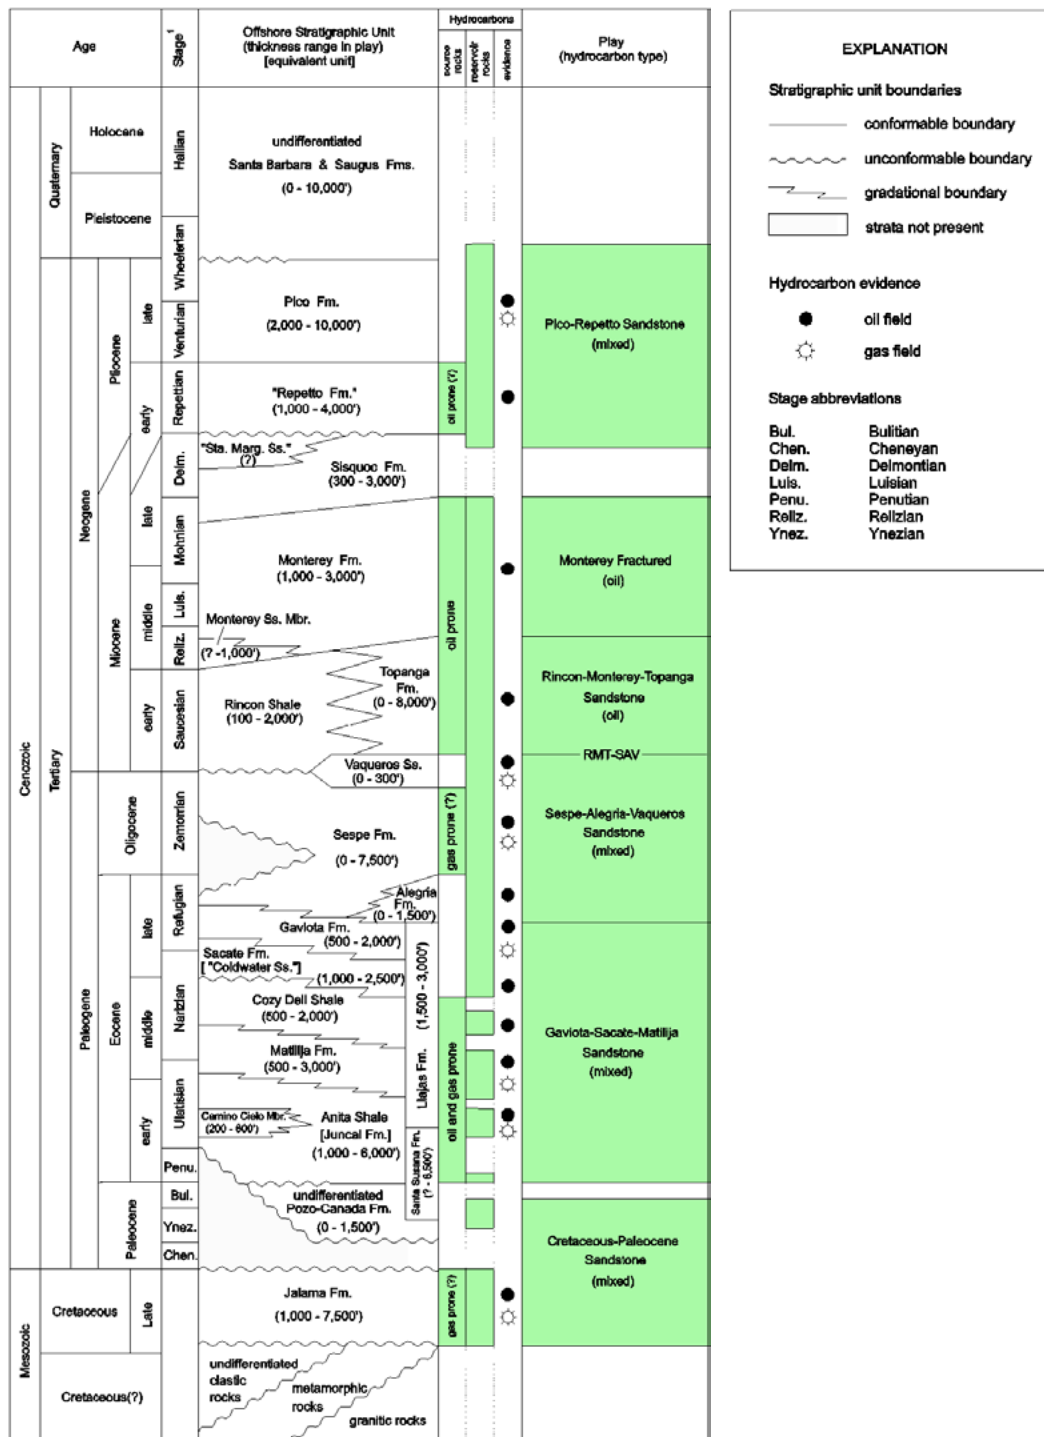 Age
Stage¹
Offshore Stratigraphic Unit
(thickness range in play)
[equivalent unit]
Hydrocarbons
source
rocks
reservoir
rocks
evidence
Play
(hydrocarbon type)
Cenozoic
Mesozoic
Quaternary
Tertiary
Neogene
Paleogene
Holocene
Pleistocene
Pliocene
late
early
Miocene
late
middle
early
Oligocene
Eocene
late
middle
early
Paleocene
Cretaceous
Late
Cretaceous(?)
Hallian
Wheelerian
Venturian
Repettian
Delm.
Mohnian
Luis.
Reliz.
Saucesian
Zemorrian
Refugian
Narizian
Ulatisian
Penu.
Bul.
Ynez.
Chen.
undifferentiated
Santa Barbara & Saugus Fms.
(0 - 10,000')
Pico Fm.
(2,000 - 10,000')
"Repetto Fm."
(1,000 - 4,000')
"Sta. Marg. Ss."
(?)
Sisquoc Fm.
(300 - 3,000')
Monterey Fm.
(1,000 - 3,000')
Monterey Ss. Mbr.
(? -1,000')
Topanga
Fm.
(0 - 8,000')
Rincon Shale
(100 - 2,000')
Vaqueros Ss.
(0 - 300')
Sespe Fm.
(0 - 7,500')
Alegria
Fm.
(0 - 1,500')
Gaviota Fm.
(500 - 2,000')
Sacate Fm.
[ "Coldwater Ss."]
(1,000 - 2,500')
Cozy Dell Shale
(500 - 2,000')
Matilija Fm.
(500 - 3,000')
Llajas Fm.
(1,500 - 3,000')
Camino Cielo Mbr.
(200 - 600')
Anita Shale
[Juncal Fm.]
(1,000 - 6,000')
Santa Susana Fm.
(? - 6,500')
undifferentiated
Pozo-Canada Fm.
(0 - 1,500')
Jalama Fm.
(1,000 - 7,500')
undifferentiated
clastic
rocks
metamorphic
rocks
granitic rocks
oil prone (?)
oil prone
gas prone (?)
oil and gas prone
gas prone (?)
Pico-Repetto Sandstone
(mixed)
Monterey Fractured
(oil)
Rincon-Monterey-Topanga
Sandstone
(oil)
RMT-SAV
Sespe-Alegria-Vaqueros
Sandstone
(mixed)
Gaviota-Sacate-Matilija
Sandstone
(mixed)
Cretaceous-Paleocene
Sandstone
(mixed)
EXPLANATION
Stratigraphic unit boundaries
conformable boundary
unconformable boundary
gradational boundary
strata not present
Hydrocarbon evidence
oil field
gas field
Stage abbreviations
Bul. Bulitian
Chen. Cheneyan
Delm. Delmontian
Luis. Luisian
Penu. Penutian
Reliz. Relizian
Ynez. Ynezian